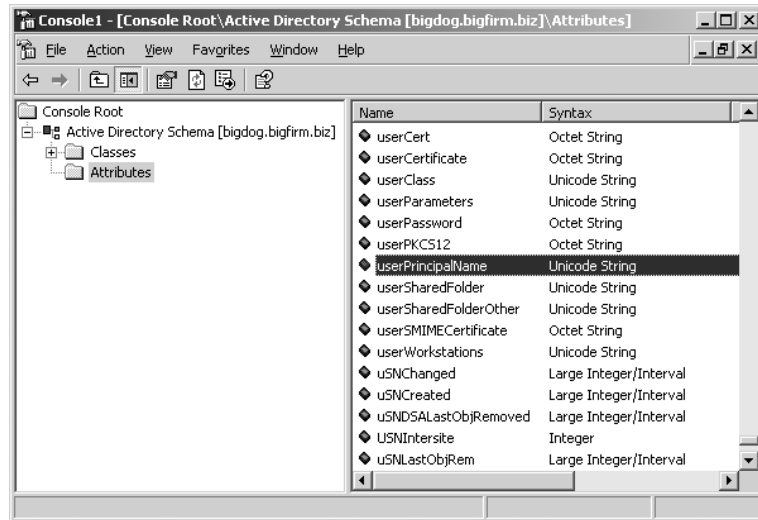 Console1 - [Console Root\Active Directory Schema [bigdog.bigfirm.biz]\Attributes]
File Action View Favorites Window Help
Console Root
Active Directory Schema [bigdog.bigfirm.biz]
Classes
Attributes
Name Syntax
userCert Octet String
userCertificate Octet String
userClass Unicode String
userParameters Unicode String
userPassword Octet String
userPKCS12 Octet String
userPrincipalName Unicode String
userSharedFolder Unicode String
userSharedFolderOther Unicode String
userSMIMECertificate Octet String
userWorkstations Unicode String
uSNChanged Large Integer/Interval
uSNCreated Large Integer/Interval
uSNDSALastObjRemoved Large Integer/Interval
USNIntersite Integer
uSNLastObjRem Large Integer/Interval